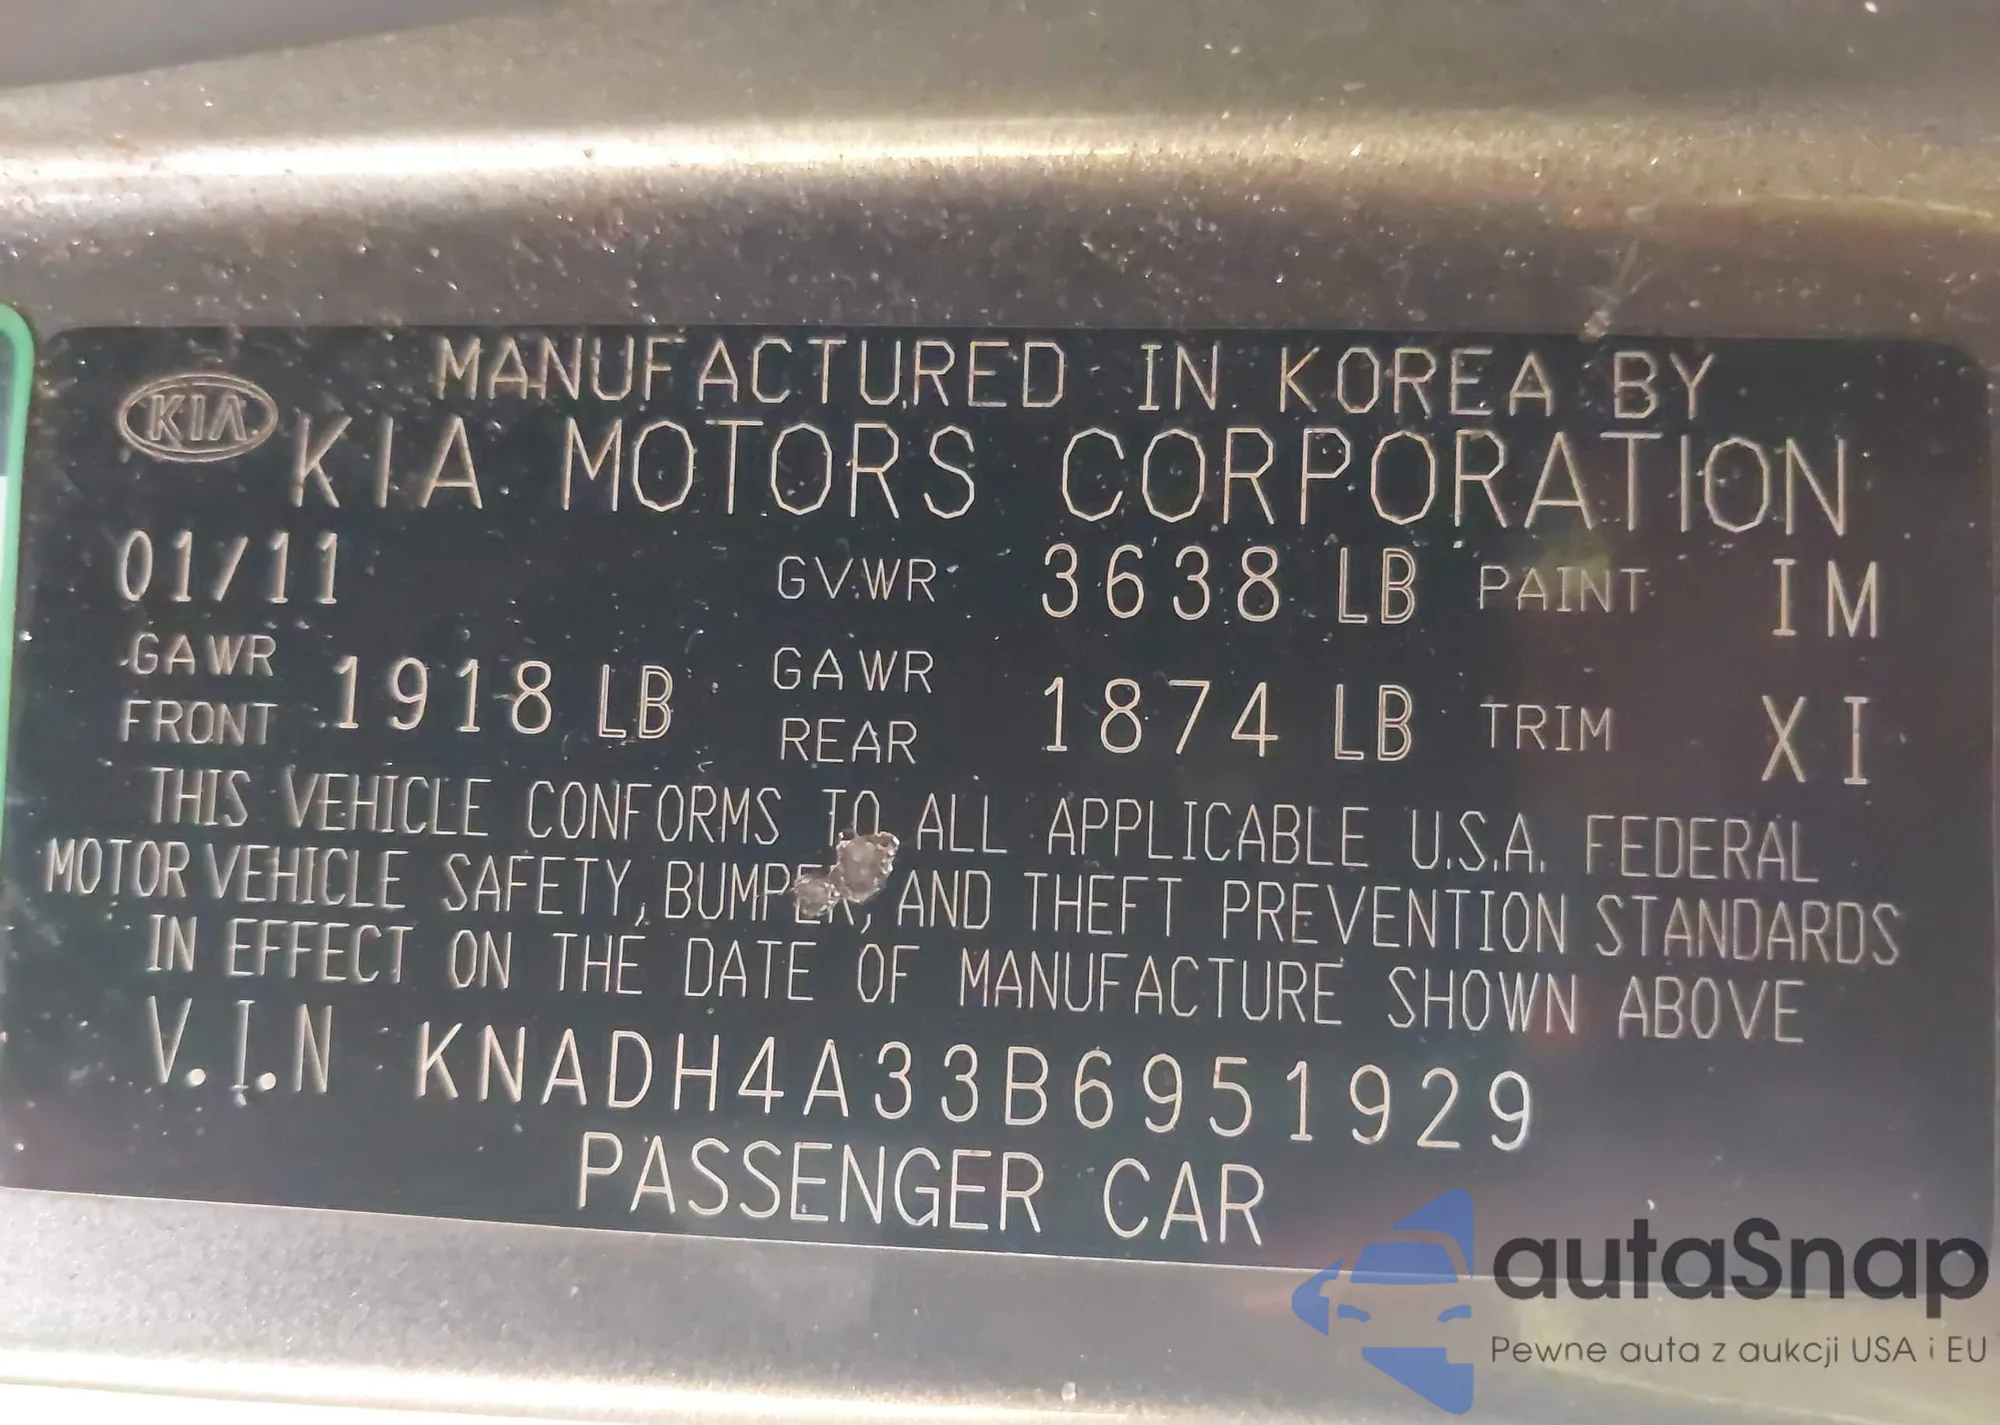 MANUFACTURED IN KOREA BY
KIA
KIA MOTORS CORPORATION
01/11 GVWR 3638 LB PAINT IM
GAWR FRONT 1918 LB GAWR REAR 1874 LB TRIM XI
THIS VEHICLE CONFORMS TO ALL APPLICABLE U.S.A. FEDERAL
MOTOR VEHICLE SAFETY, BUMPER, AND THEFT PREVENTION STANDARDS
IN EFFECT ON THE DATE OF MANUFACTURE SHOWN ABOVE
V.I.N KNADH4A33B6951929
PASSENGER CAR
autaSnap
Pewne auta z aukcji USA i EU